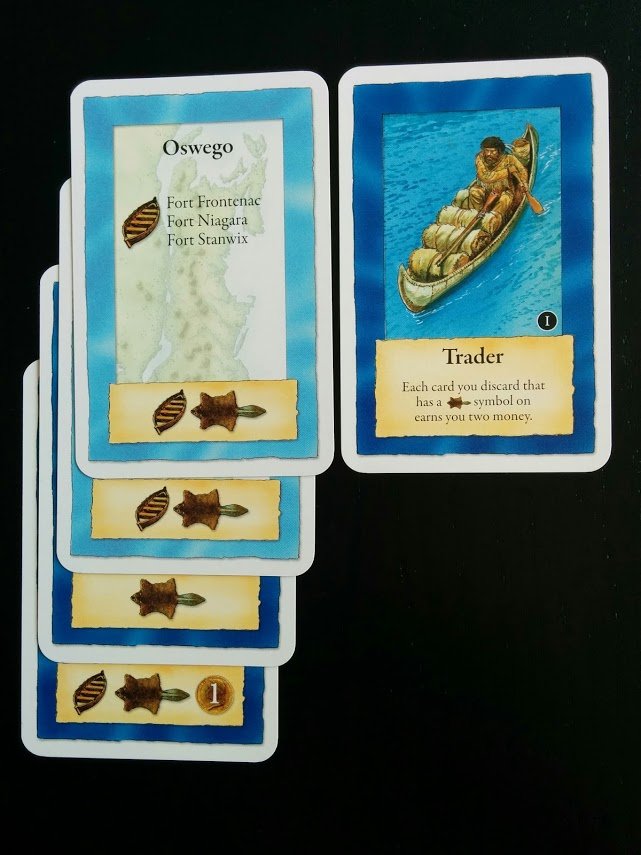 Oswego
Fort Frontenac
Fort Niagara
Fort Stanwix
1
I
Trader
Each card you discard that
has a symbol on
earns you two money.